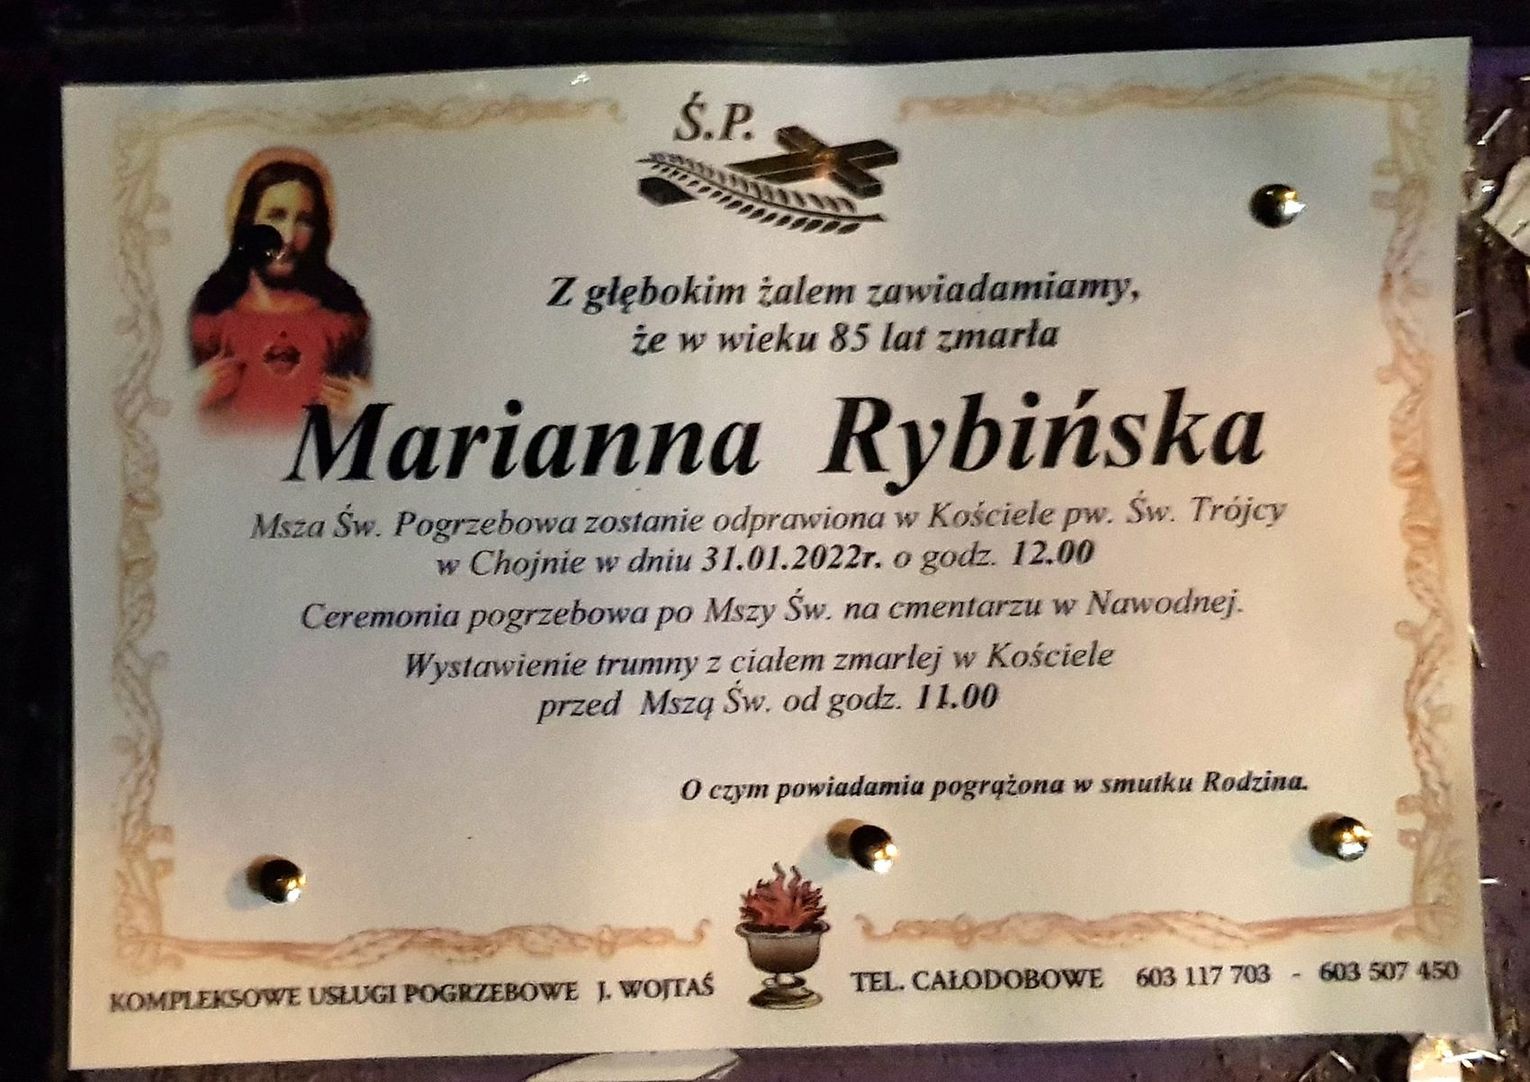 Ś.P.
Z głębokim żalem zawiadamiamy,
że w wieku 85 lat zmarła
Marianna Rybińska
Msza Św. Pogrzebowa zostanie odprawiona w Kościele pw. Św. Trójcy
w Chojnie w dniu 31.01.2022r. o godz. 12.00
Ceremonia pogrzebowa po Mszy Św. na cmentarzu w Nawodnej.
Wystawienie trumny z ciałem zmarłej w Kościele
przed Mszą Św. od godz. 11.00
O czym powiadamia pogrążona w smutku Rodzina.
KOMPLEKSOWE USŁUGI POGRZEBOWE J. WOJTAŚ TEL. CAŁODOBOWE 603 117 703 - 603 507 450